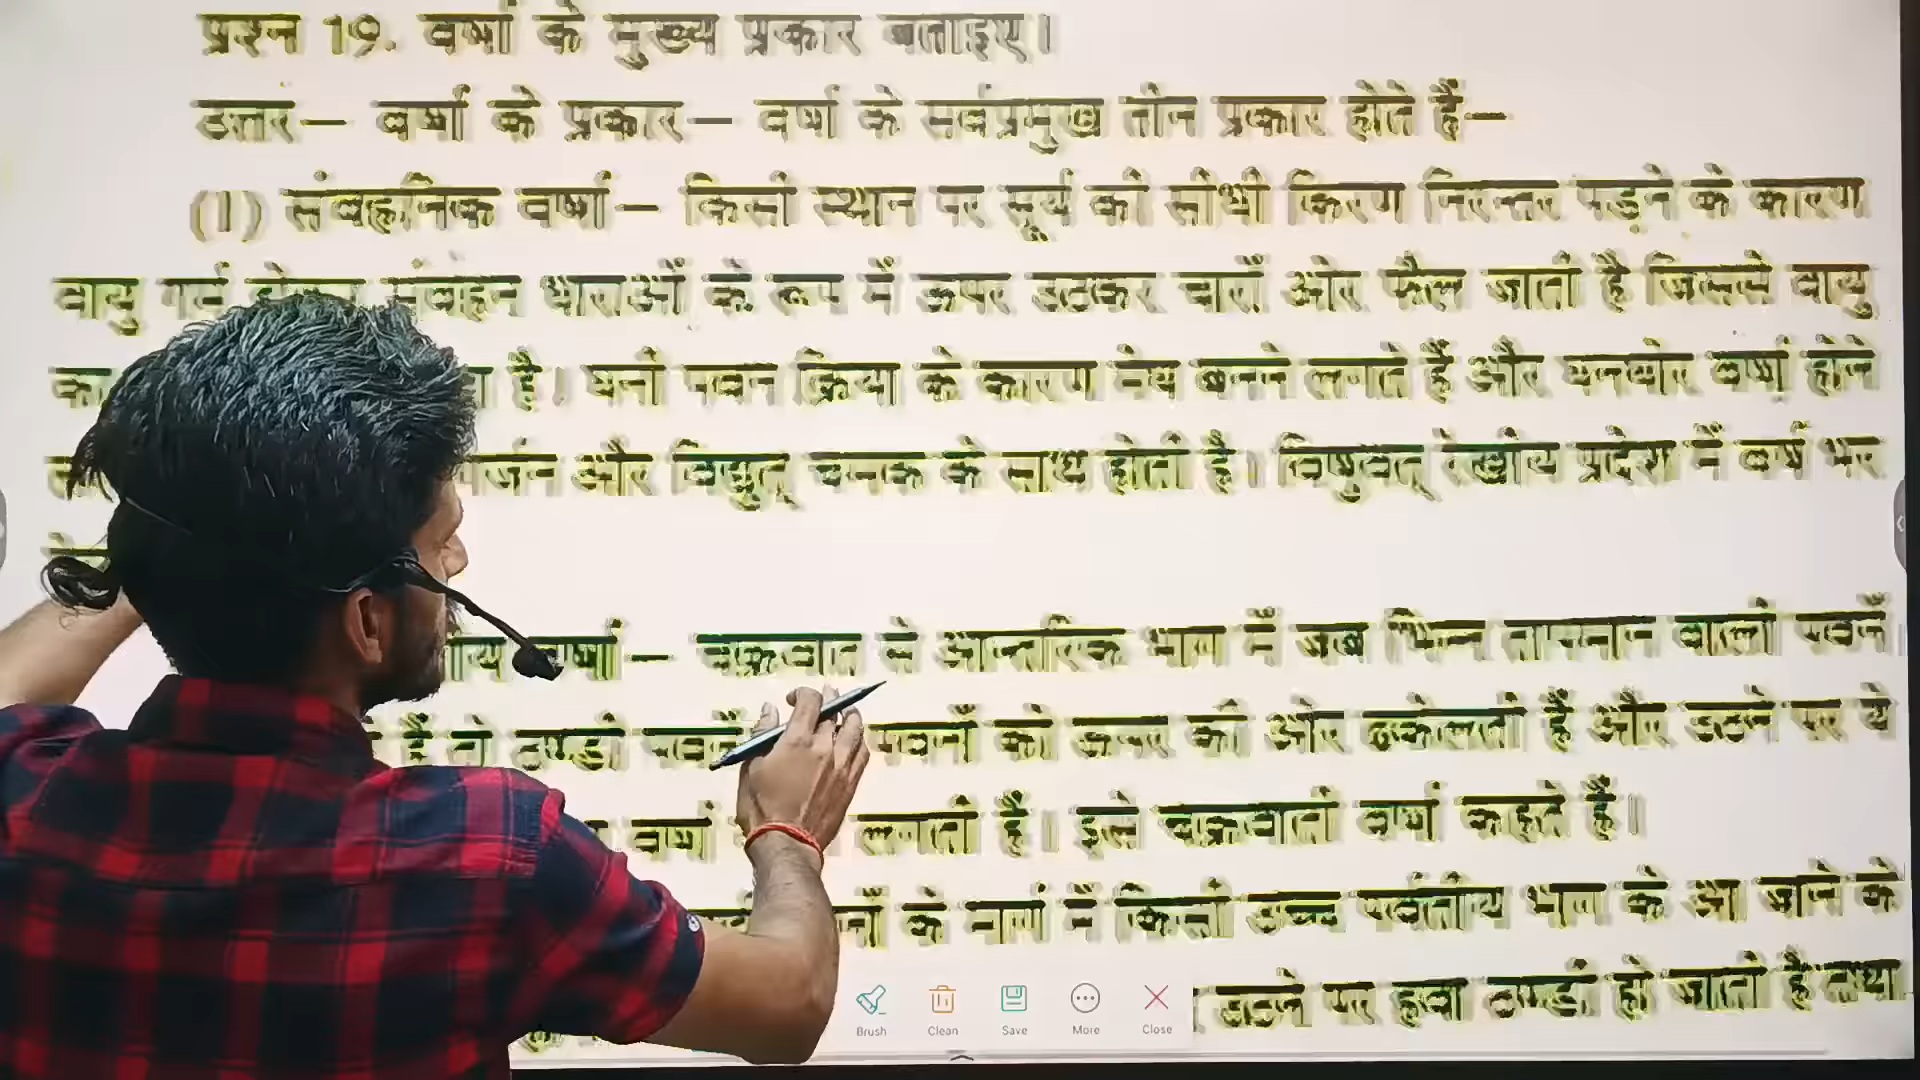 प्रश्न 19. वर्षा के मुख्य प्रकार बताइए।
उत्तर— वर्षा के प्रकार— वर्षा के सर्वप्रमुख तीन प्रकार होते हैं—
(1) संवहनिक वर्षा— किसी स्थान पर सूर्य की सीधी किरण निरन्तर पड़ने के कारण
वायु गर्म होकर संवहन धाराओं के रूप में ऊपर उठकर चारों ओर फैल जाती है जिससे वायु
का है। घनी पवन क्रिया के कारण मेघ बनने लगते हैं और घनघोर वर्षा होने
और विद्युत् चमक के साथ होती है। विषुवत् रेखीय प्रदेश में वर्ष भर
वर्षा— चक्रवात से आन्तरिक भाग में जब भिन्न तापमान वाली पवनें
हैं तो ठण्डी पवनें पवनों को ऊपर की ओर ढकेलती हैं और उठने पर ये
वर्षा लगती हैं। इसे चक्रवाती वर्षा कहते हैं।
के मार्ग में किसी उच्च पर्वतीय भाग के आ जाने के
उठने पर हवा ठण्डी हो जाती है तथा
Brush Clean Save More Close